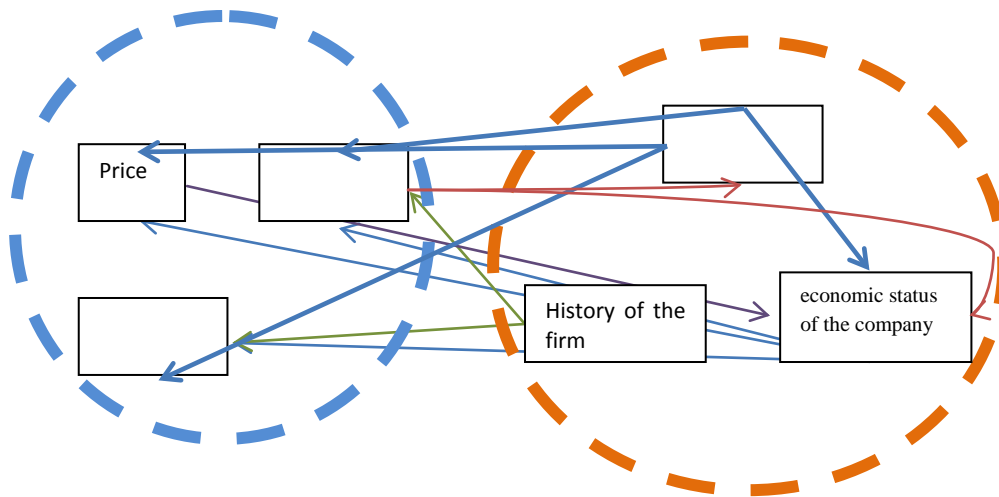 Price
History of the
firm
economic status
of the company